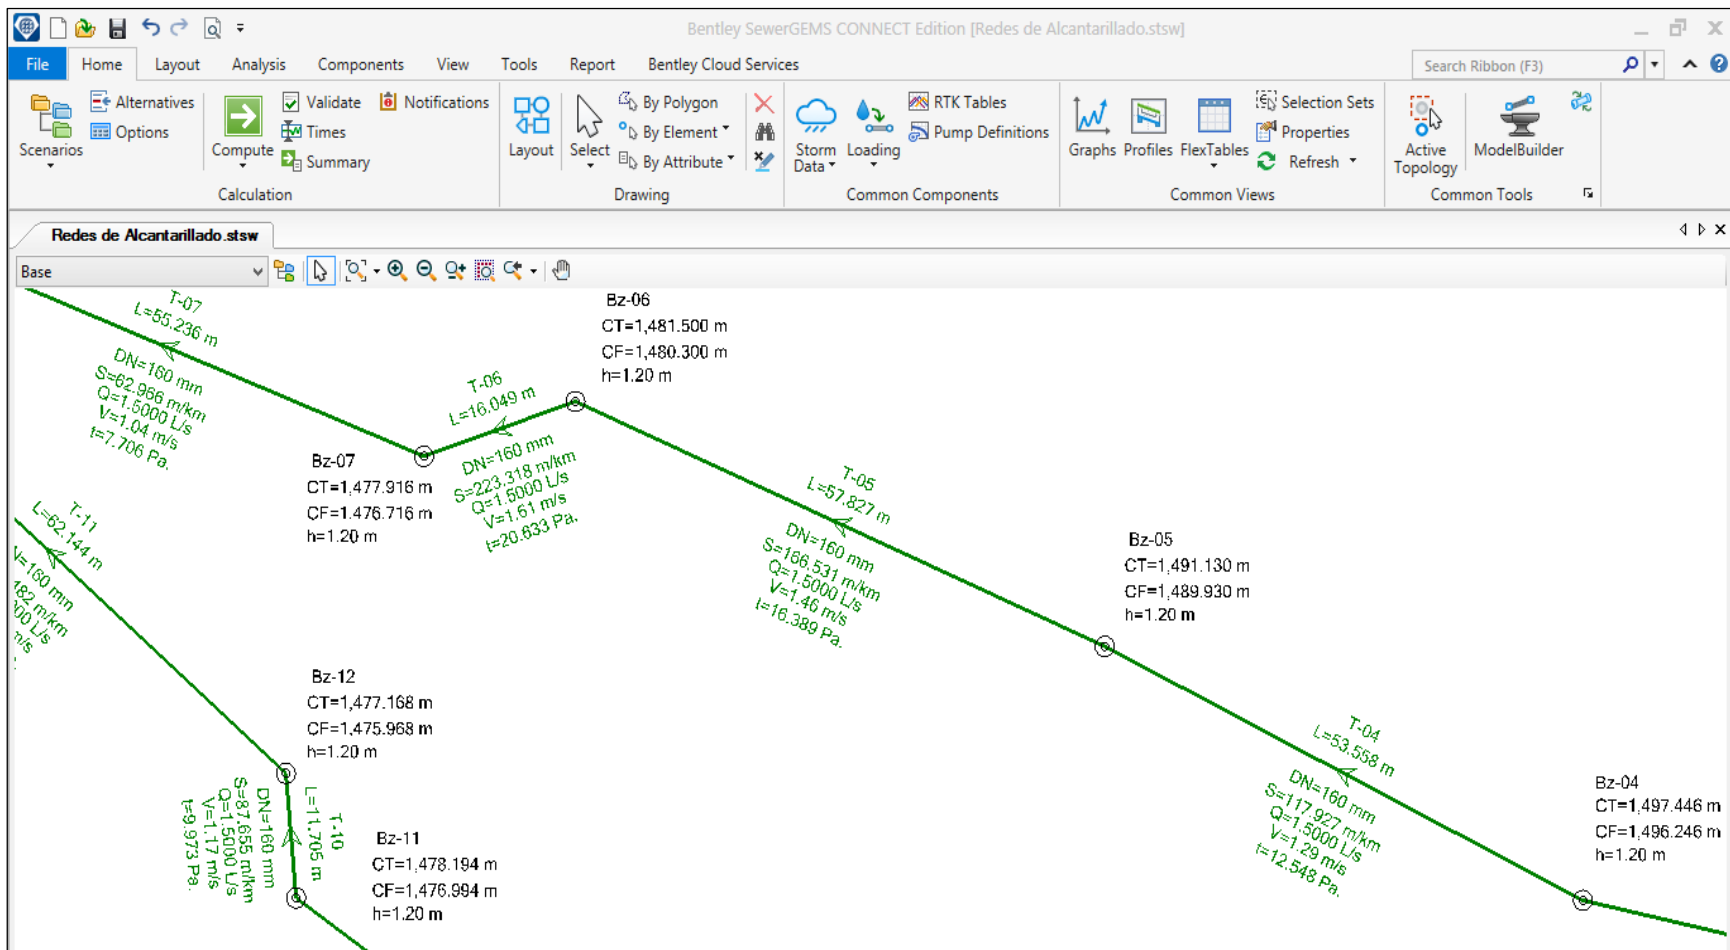 Bentley SewerGEMS CONNECT Edition [Redes de Alcantarillado.stsw]
File Home Layout Analysis Components View Tools Report Bentley Cloud Services
Search Ribbon (F3)
Scenarios
Alternatives
Options
Compute
Validate
Times
Summary
Notifications
Calculation
Layout
Select
By Polygon
By Element
By Attribute
Drawing
Storm Data
Loading
RTK Tables
Pump Definitions
Common Components
Graphs
Profiles
FlexTables
Selection Sets
Properties
Refresh
Common Views
Active Topology
ModelBuilder
Common Tools
Redes de Alcantarillado.stsw
Base
T-07
L=55.236 m
DN=160 mm
S=62.966 m/km
Q=1.5000 L/s
V=1.04 m/s
t=7.706 Pa.
Bz-06
CT=1,481.500 m
CF=1,480.300 m
h=1.20 m
T-06
L=16.049 m
DN=160 mm
S=223.318 m/km
Q=1.5000 L/s
V=1.61 m/s
t=20.633 Pa.
Bz-07
CT=1,477.916 m
CF=1.476.716 m
h=1.20 m
T-05
L=57.827 m
DN=160 mm
S=166.531 m/km
Q=1.5000 L/s
V=1.46 m/s
t=16.389 Pa.
Bz-05
CT=1,491.130 m
CF=1,489.930 m
h=1.20 m
T-11
L=62.144 m
=160 mm
482 m/km
00 L/s
m/s
Bz-12
CT=1,477.168 m
CF=1,475.968 m
h=1.20 m
T-10
L=11.705 m
DN=160 mm
S=87.655 m/km
Q=1.5000 L/s
V=1.17 m/s
t=9.973 Pa.
Bz-11
CT=1,478.194 m
CF=1,476.994 m
h=1.20 m
T-04
L=53.558 m
DN=160 mm
S=117.927 m/km
Q=1.5000 L/s
V=1.29 m/s
t=12.548 Pa.
Bz-04
CT=1,497.446 m
CF=1,496.246 m
h=1.20 m